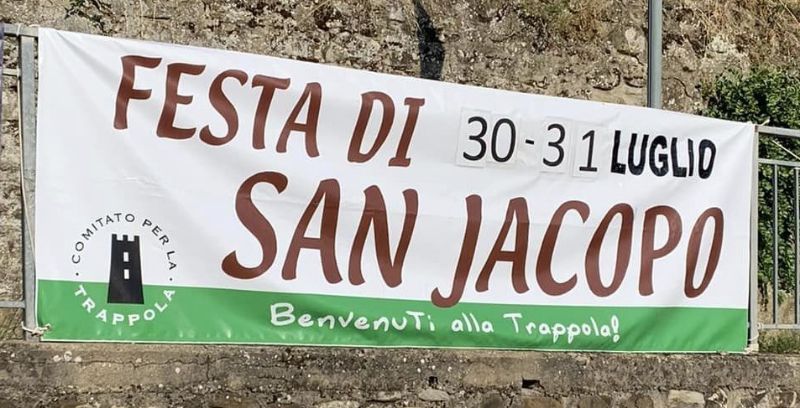 FESTA DI 30-31 LUGLIO
SAN JACOPO
COMITATO PER LA
TRAPPOLA
Benvenuti alla Trappola!